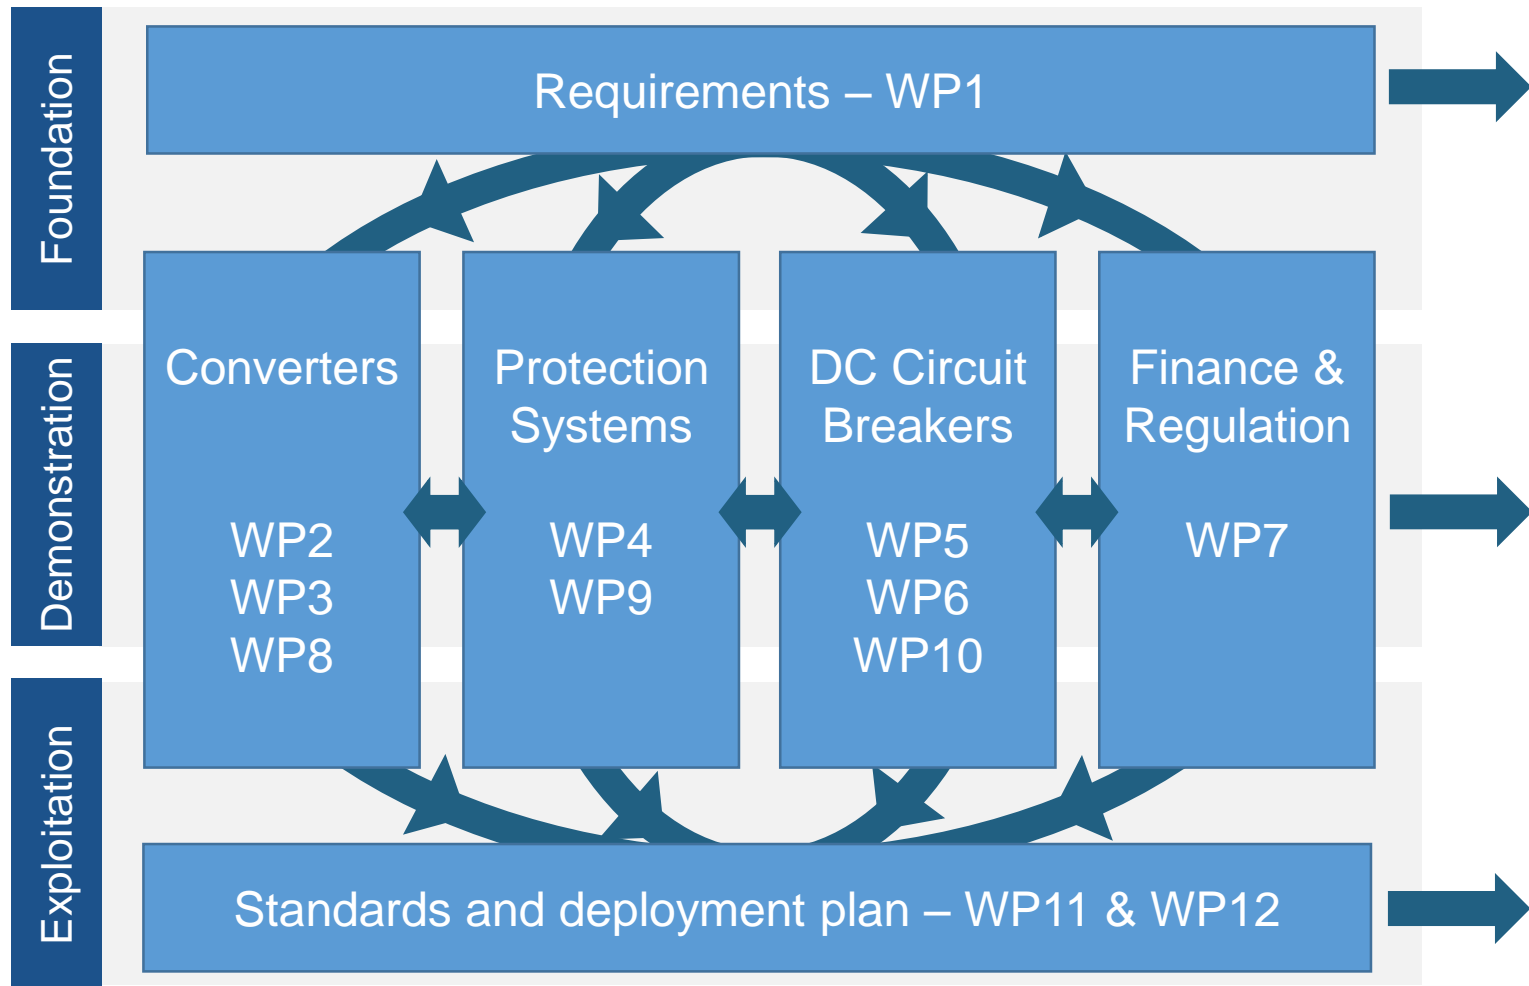 Foundation
Requirements – WP1
Demonstration
Converters
WP2
WP3
WP8
Protection
Systems
WP4
WP9
DC Circuit
Breakers
WP5
WP6
WP10
Finance &
Regulation
WP7
Exploitation
Standards and deployment plan – WP11 & WP12